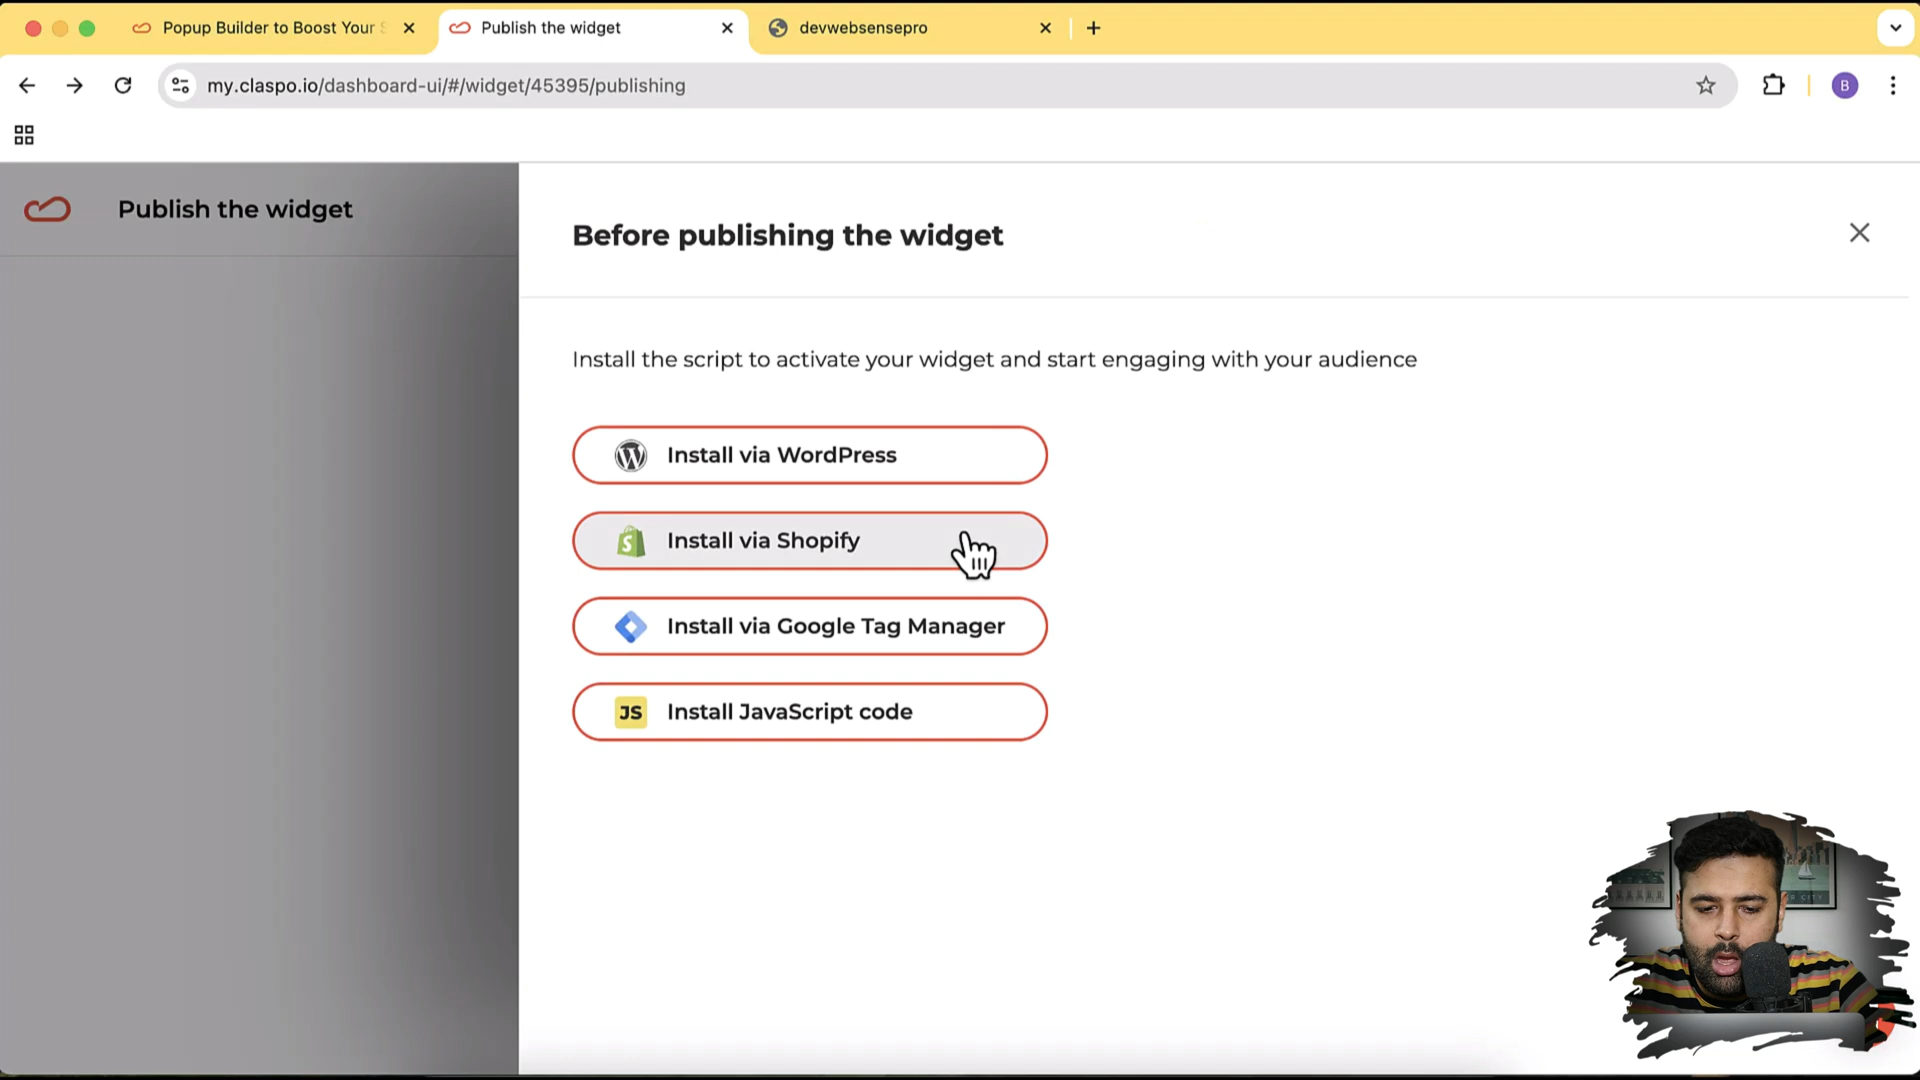 Popup Builder to Boost Your S
Publish the widget
devwebsensepro
my.claspo.io/dashboard-ui/#/widget/45395/publishing
B
Publish the widget
Before publishing the widget
Install the script to activate your widget and start engaging with your audience
Install via WordPress
Install via Shopify
Install via Google Tag Manager
JS Install JavaScript code